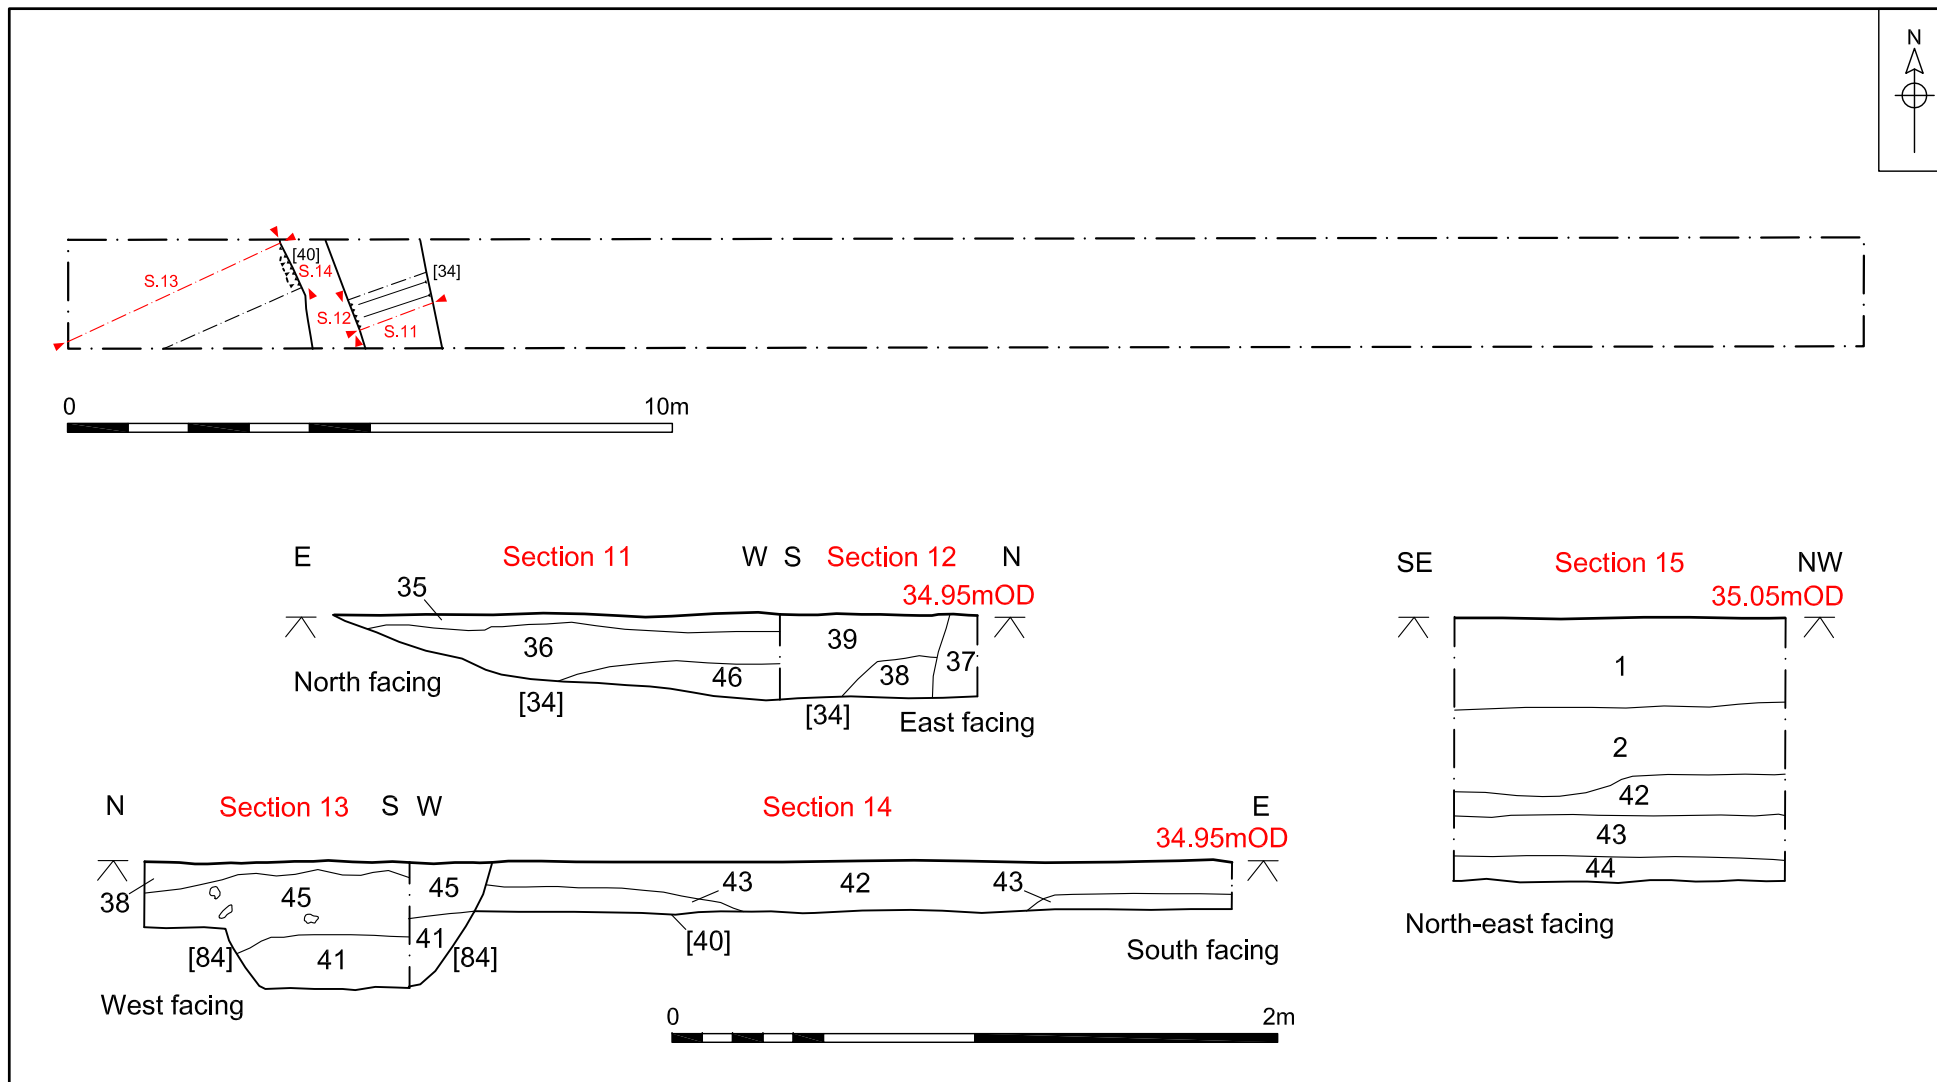 N
[40]
S.14
S.13
[34]
S.12
S.11
0 10m
E Section 11 W S Section 12 N
34.95mOD
35
36
39
46
38
37
North facing
[34]
[34]
East facing
SE Section 15 NW
35.05mOD
1
2
42
43
44
North-east facing
N Section 13 S W Section 14 E
34.95mOD
38
45
45
43
42
43
41
41
[84]
[84]
[40]
South facing
West facing
0 2m